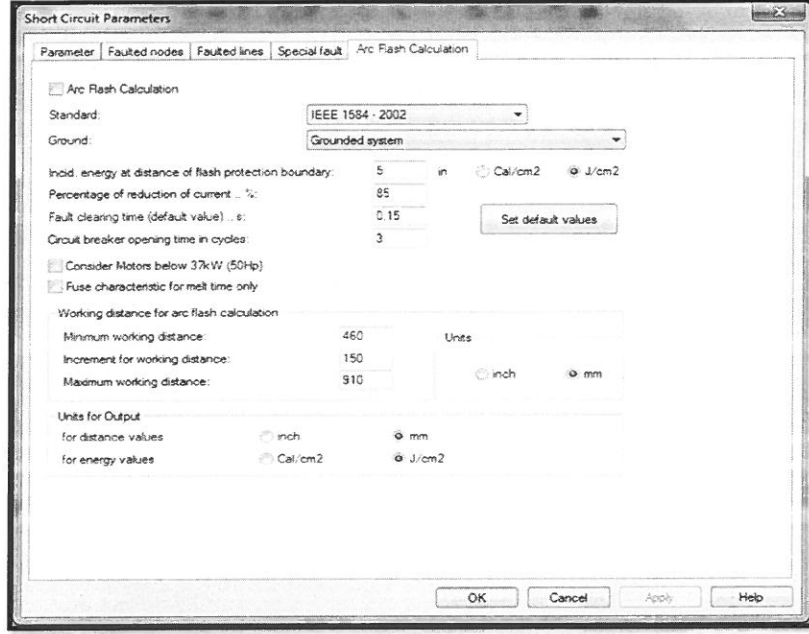 Short Circuit Parameters
Parameter Faulted nodes Faulted lines Special fault Arc Flash Calculation
Arc Flash Calculation
Standard: IEEE 1584 - 2002
Ground: Grounded system
Incid. energy at distance of flash protection boundary: 5 in Cal/cm2 J/cm2
Percentage of reduction of current .. %: 85
Fault clearing time (default value) .. s: 0.15
Set default values
Circuit breaker opening time in cycles: 3
Consider Motors below 37kW (50Hp)
Fuse characteristic for melt time only
Working distance for arc flash calculation
Minimum working distance: 460 Units
Increment for working distance: 150
inch mm
Maximum working distance: 910
Units for Output
for distance values inch mm
for energy values Cal/cm2 J/cm2
OK Cancel Apply Help